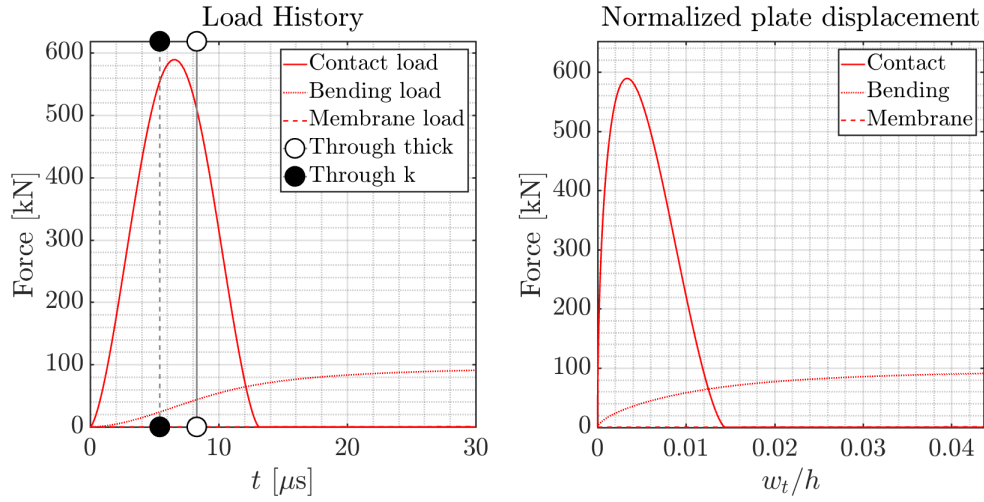 Load History
Force [kN]
600
500
400
300
200
100
0
Contact load
Bending load
Membrane load
Through thick
Through k
0
10
20
30
t [μs]
Normalized plate displacement
Force [kN]
600
500
400
300
200
100
0
Contact
Bending
Membrane
0
0.01
0.02
0.03
0.04
w_t/h